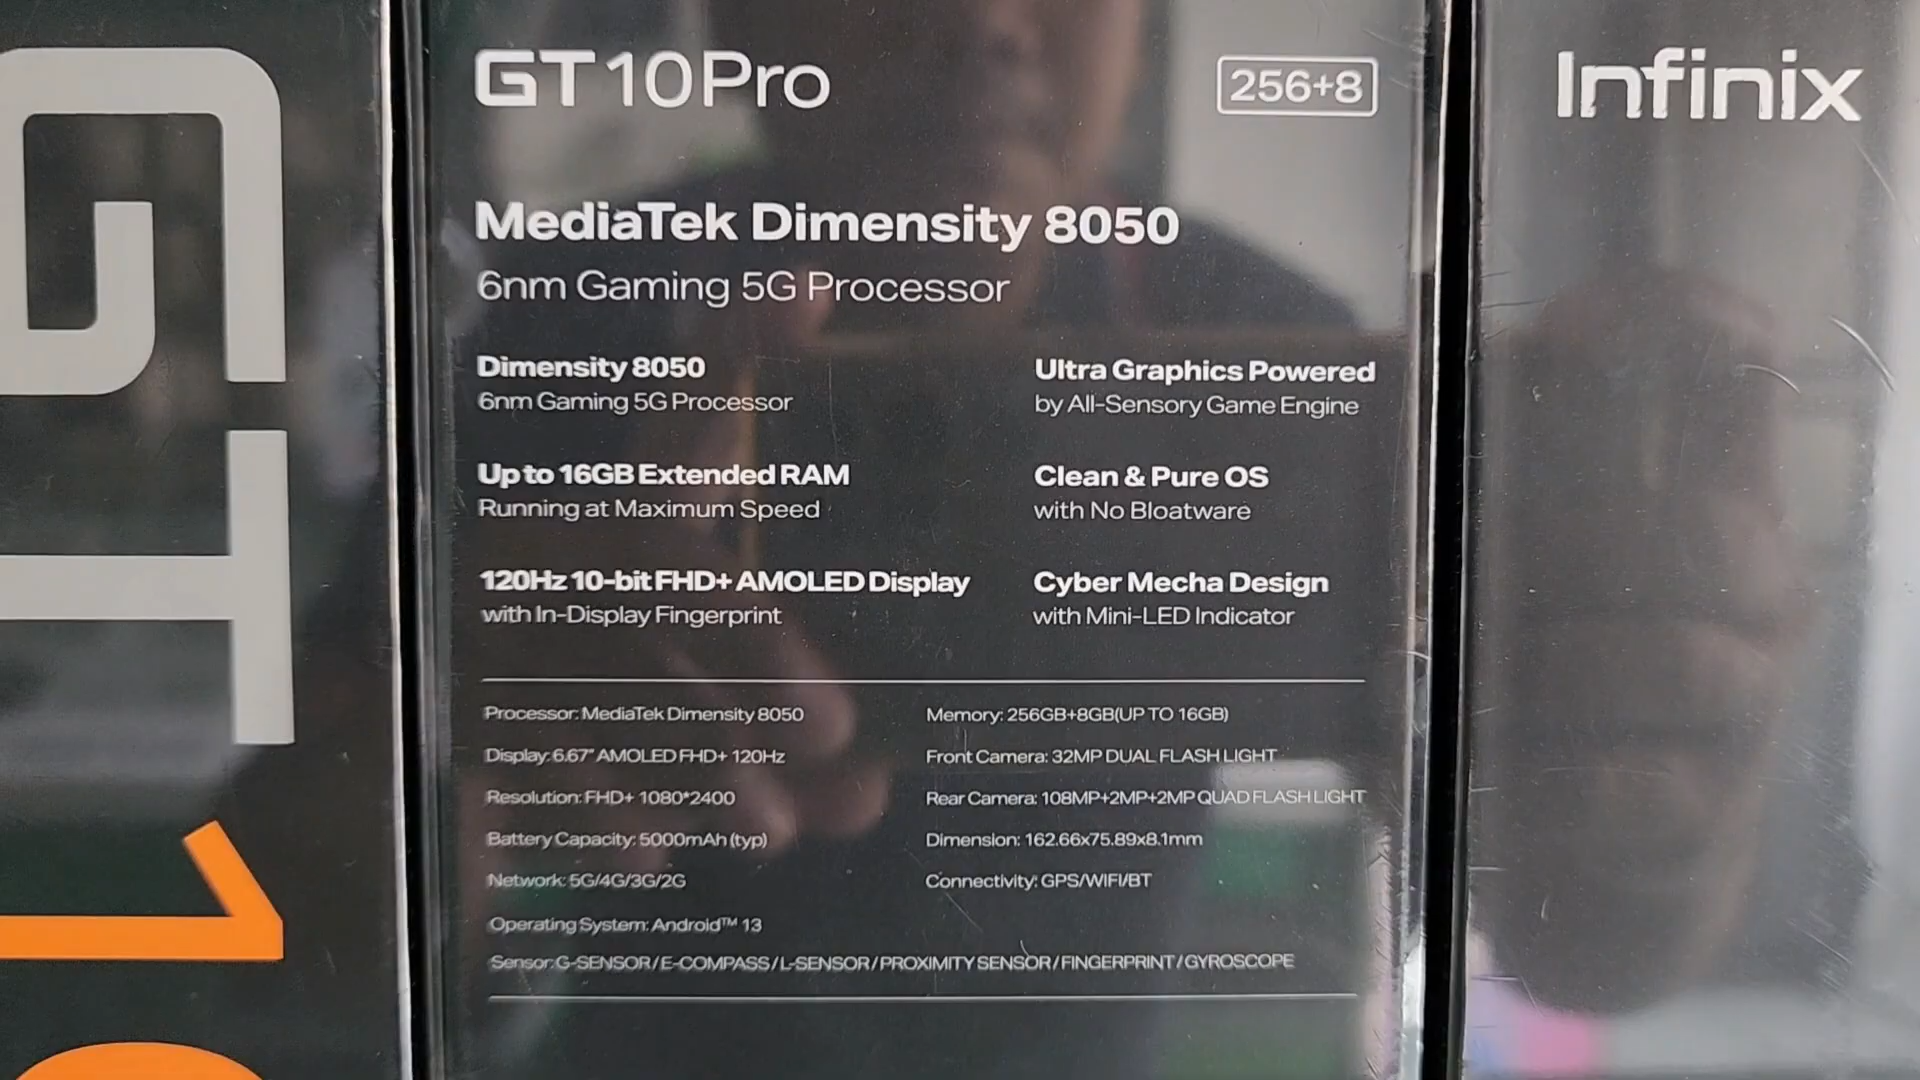 GT 10
GT10Pro
256+8
MediaTek Dimensity 8050
6nm Gaming 5G Processor
Dimensity 8050
6nm Gaming 5G Processor
Ultra Graphics Powered
by All-Sensory Game Engine
Up to 16GB Extended RAM
Running at Maximum Speed
Clean & Pure OS
with No Bloatware
120Hz 10-bit FHD+ AMOLED Display
with In-Display Fingerprint
Cyber Mecha Design
with Mini-LED Indicator
Processor: MediaTek Dimensity 8050
Memory: 256GB+8GB(UP TO 16GB)
Display: 6.67" AMOLED FHD+ 120Hz
Front Camera: 32MP DUAL FLASH LIGHT
Resolution: FHD+ 1080*2400
Rear Camera: 108MP+2MP+2MP QUAD FLASH LIGHT
Battery Capacity: 5000mAh (typ)
Dimension: 162.66x75.89x8.1mm
Network: 5G/4G/3G/2G
Connectivity: GPS/WIFI/BT
Operating System: Android™ 13
Sensor:G-SENSOR/E-COMPASS/L-SENSOR/PROXIMITY SENSOR/FINGERPRINT/GYROSCOPE
Infinix